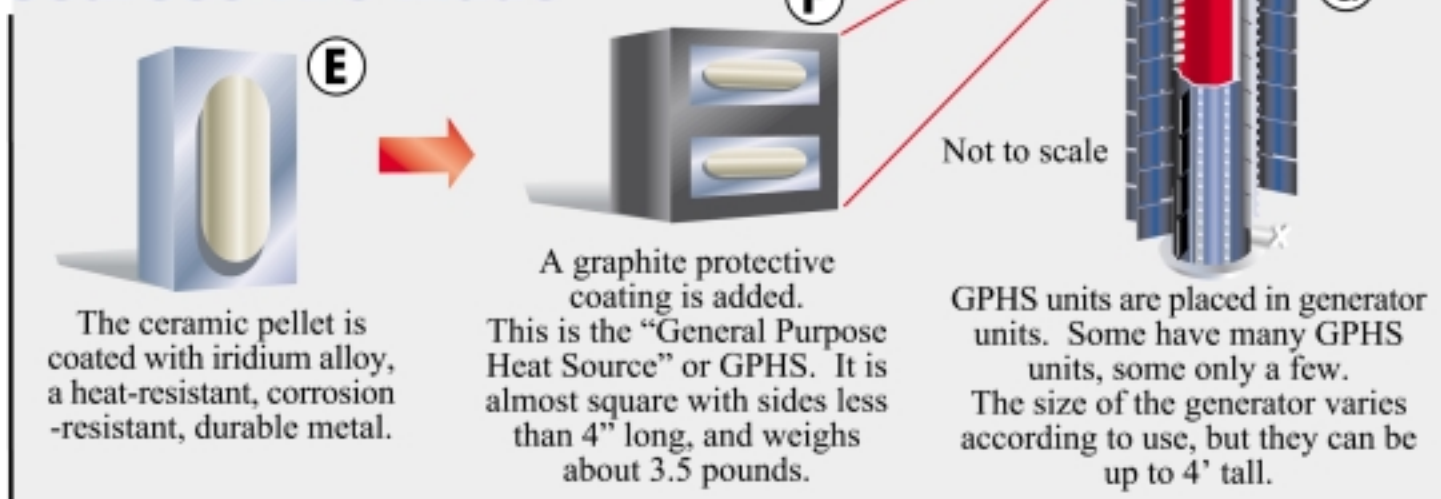 E
F
The ceramic pellet is
coated with iridium alloy,
a heat-resistant, corrosion
-resistant, durable metal.
A graphite protective
coating is added.
This is the “General Purpose
Heat Source” or GPHS.  It is
almost square with sides less
than 4” long, and weighs
about 3.5 pounds.
Not to scale
GPHS units are placed in generator
units.  Some have many GPHS
units, some only a few.
The size of the generator varies
according to use, but they can be
up to 4’ tall.